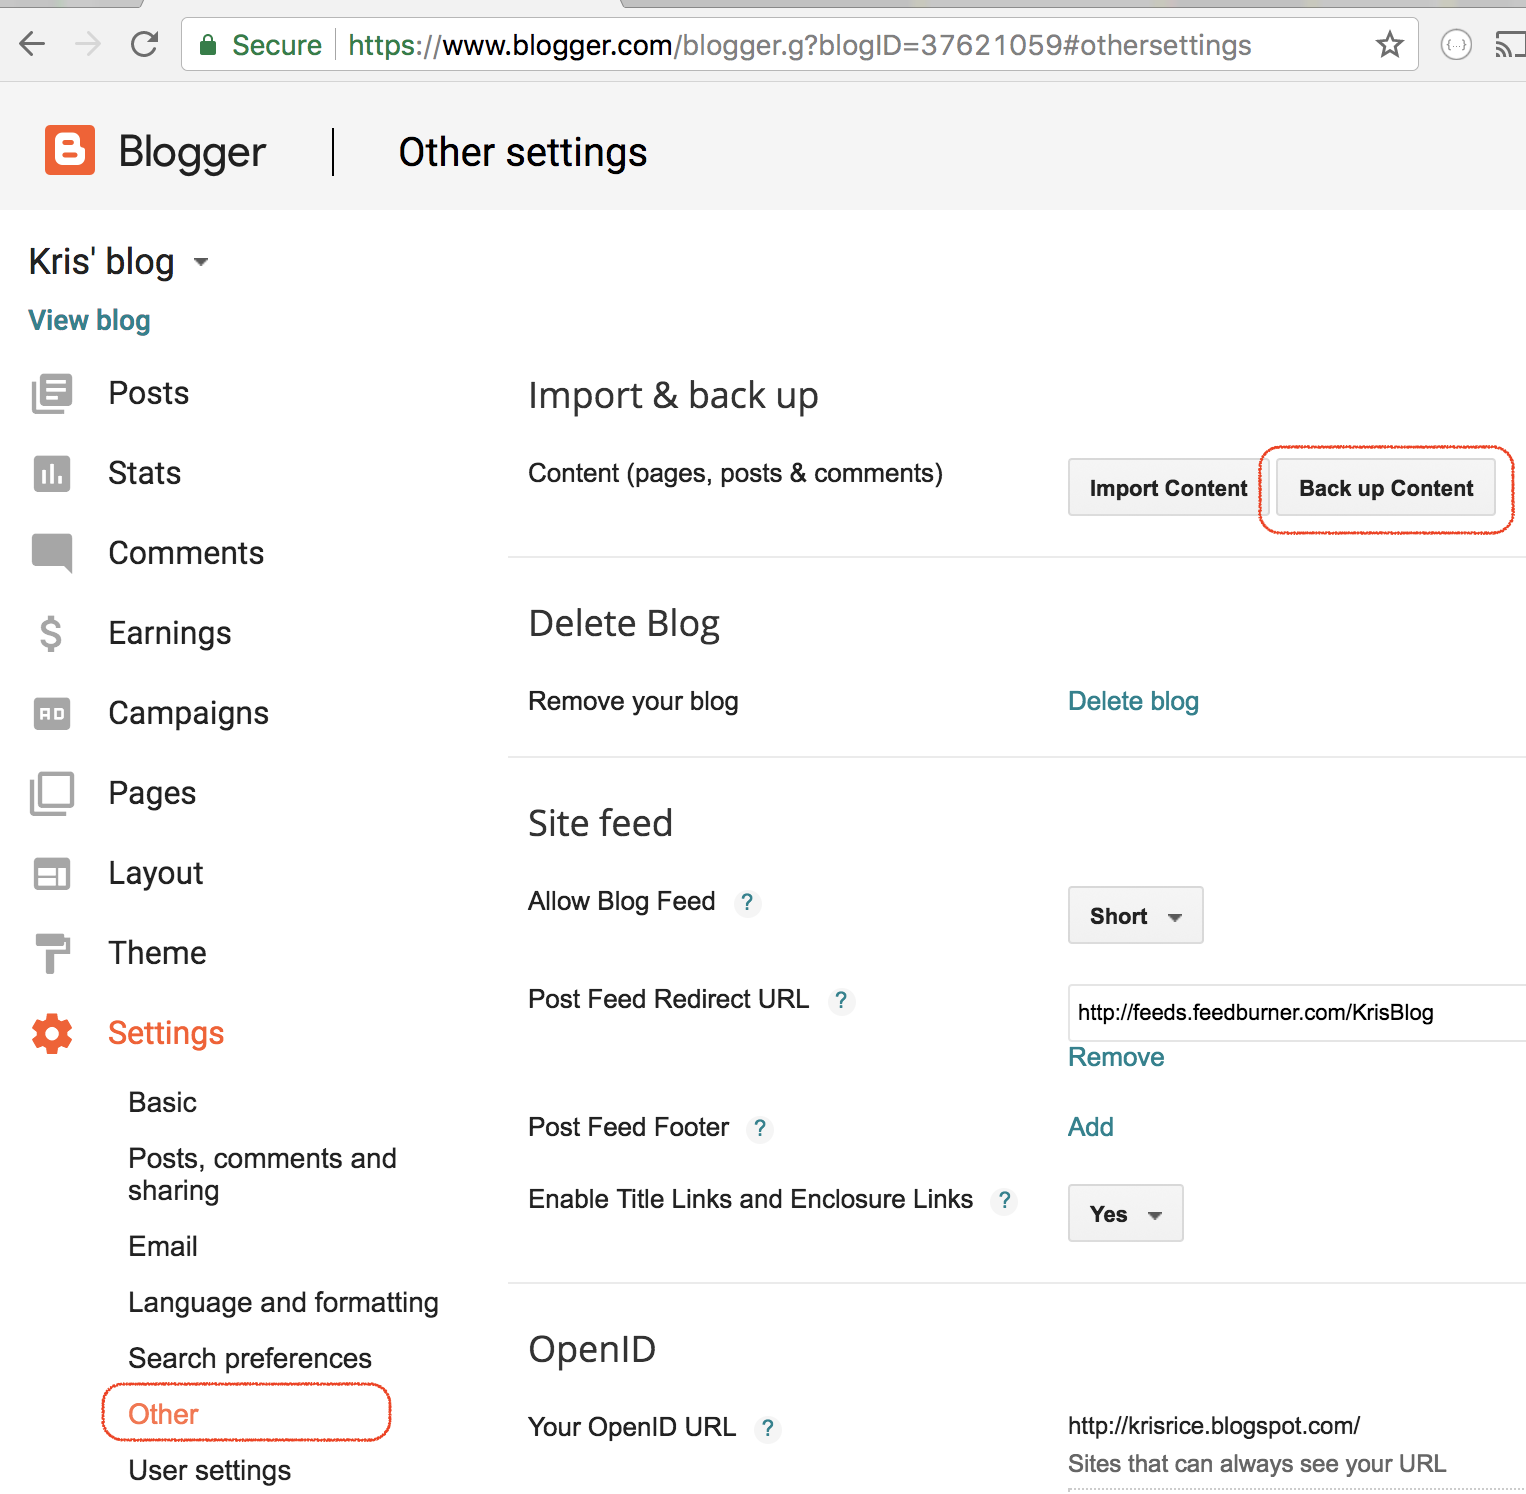 Secure https://www.blogger.com/blogger.g?blogID=37621059#othersettings
Blogger Other settings
Kris' blog
View blog
Posts
Stats
Comments
Earnings
AD Campaigns
Pages
Layout
Theme
Settings
Basic
Posts, comments and
sharing
Email
Language and formatting
Search preferences
Other
User settings
Import & back up
Content (pages, posts & comments) Import Content Back up Content
Delete Blog
Remove your blog Delete blog
Site feed
Allow Blog Feed ? Short
Post Feed Redirect URL ? http://feeds.feedburner.com/KrisBlog
Remove
Post Feed Footer ? Add
Enable Title Links and Enclosure Links ? Yes
OpenID
Your OpenID URL ? http://krisrice.blogspot.com/
Sites that can always see your URL